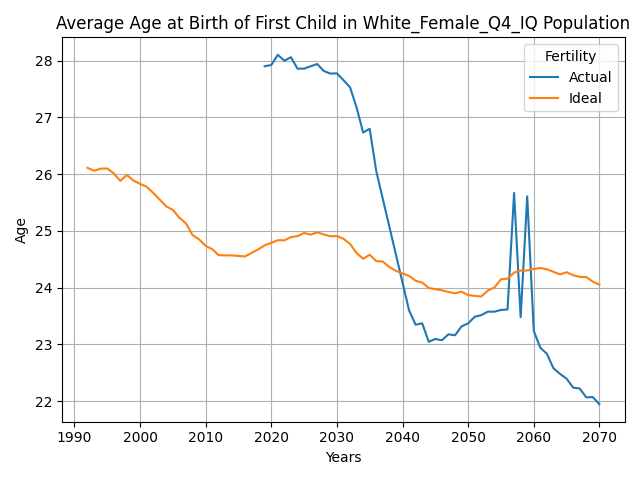 Average Age at Birth of First Child in White_Female_Q4_IQ Population
Fertility
Actual
Ideal
Age
28
27
26
25
24
23
22
1990
2000
2010
2020
2030
2040
2050
2060
2070
Years